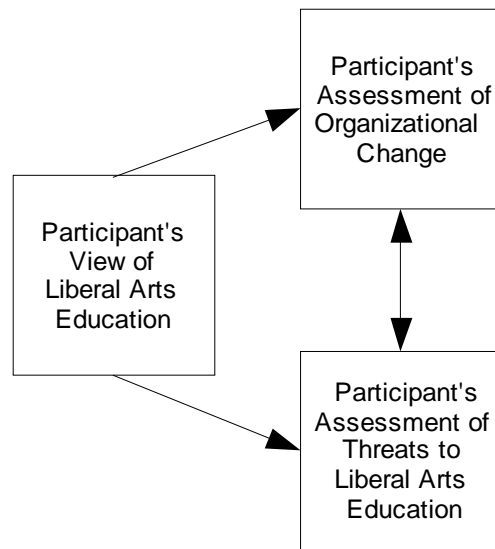 Participant's
Assessment of
Organizational
Change
Participant's
View of
Liberal Arts
Education
Participant's
Assessment of
Threats to
Liberal Arts
Education